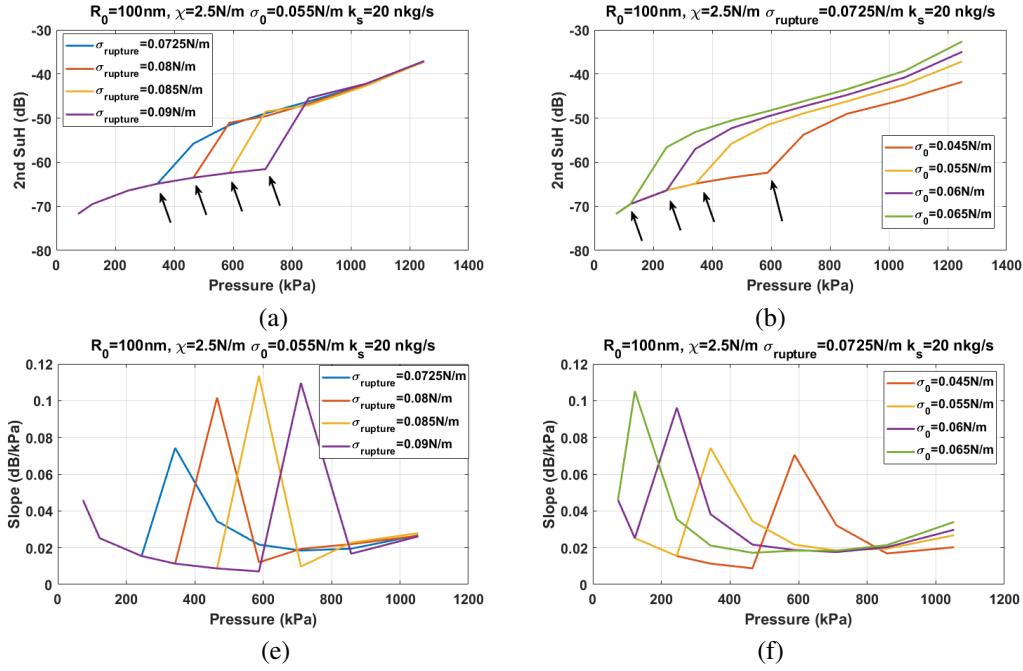 R0=100nm, χ=2.5N/m σ0=0.055N/m ks=20 nkg/s
-30
-40
-50
-60
-70
-80
2nd SuH (dB)
σrupture=0.0725N/m
σrupture=0.08N/m
σrupture=0.085N/m
σrupture=0.09N/m
0 200 400 600 800 1000 1200 1400
Pressure (kPa)
(a)
R0=100nm, χ=2.5N/m σrupture=0.0725N/m ks=20 nkg/s
-30
-40
-50
-60
-70
-80
2nd SuH (dB)
σ0=0.045N/m
σ0=0.055N/m
σ0=0.06N/m
σ0=0.065N/m
0 200 400 600 800 1000 1200 1400
Pressure (kPa)
(b)
R0=100nm, χ=2.5N/m σ0=0.055N/m ks=20 nkg/s
0.12
0.1
0.08
0.06
0.04
0.02
0
Slope (dB/kPa)
σrupture=0.0725N/m
σrupture=0.08N/m
σrupture=0.085N/m
σrupture=0.09N/m
0 200 400 600 800 1000 1200
Pressure (kPa)
(e)
R0=100nm, χ=2.5N/m σrupture=0.0725N/m ks=20 nkg/s
0.12
0.1
0.08
0.06
0.04
0.02
0
Slope (dB/kPa)
σ0=0.045N/m
σ0=0.055N/m
σ0=0.06N/m
σ0=0.065N/m
0 200 400 600 800 1000 1200
Pressure (kPa)
(f)